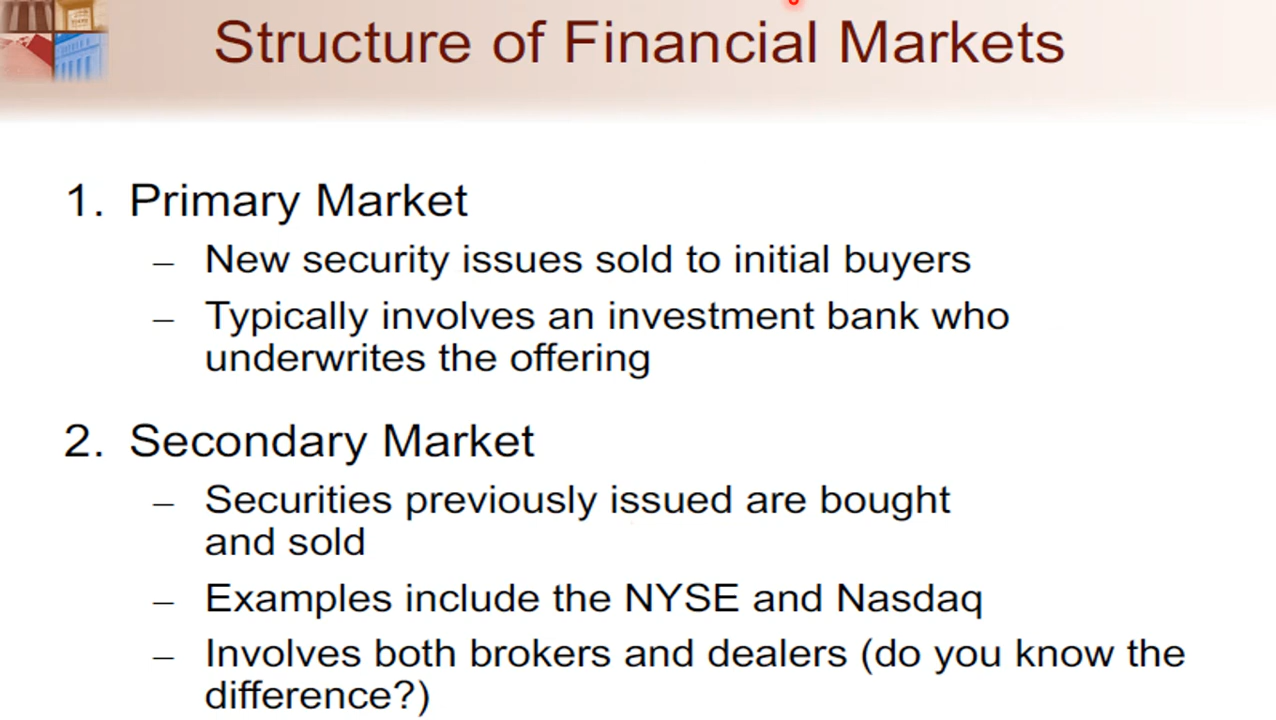 Structure of Financial Markets
1. Primary Market
– New security issues sold to initial buyers
– Typically involves an investment bank who
underwrites the offering
2. Secondary Market
– Securities previously issued are bought
and sold
– Examples include the NYSE and Nasdaq
– Involves both brokers and dealers (do you know the
difference?)